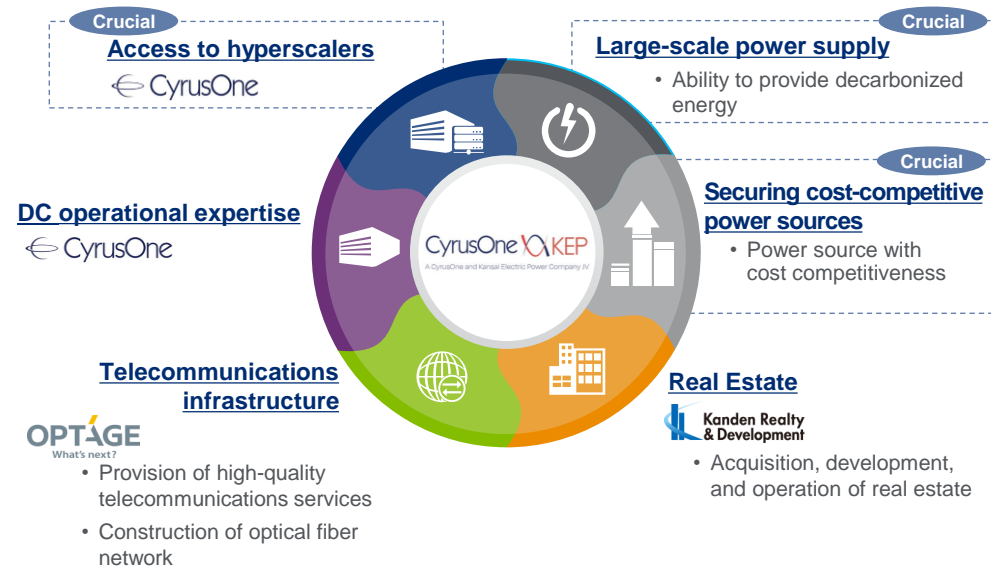 Crucial
Access to hyperscalers
CyrusOne
Crucial
Large-scale power supply
• Ability to provide decarbonized
energy
Crucial
Securing cost-competitive
power sources
• Power source with
cost competitiveness
DC operational expertise
CyrusOne
CyrusOne KEP
A CyrusOne and Kansai Electric Power Company JV
Telecommunications
infrastructure
OPTAGE
What's next?
• Provision of high-quality
telecommunications services
• Construction of optical fiber
network
Real Estate
Kanden Realty
& Development
• Acquisition, development,
and operation of real estate